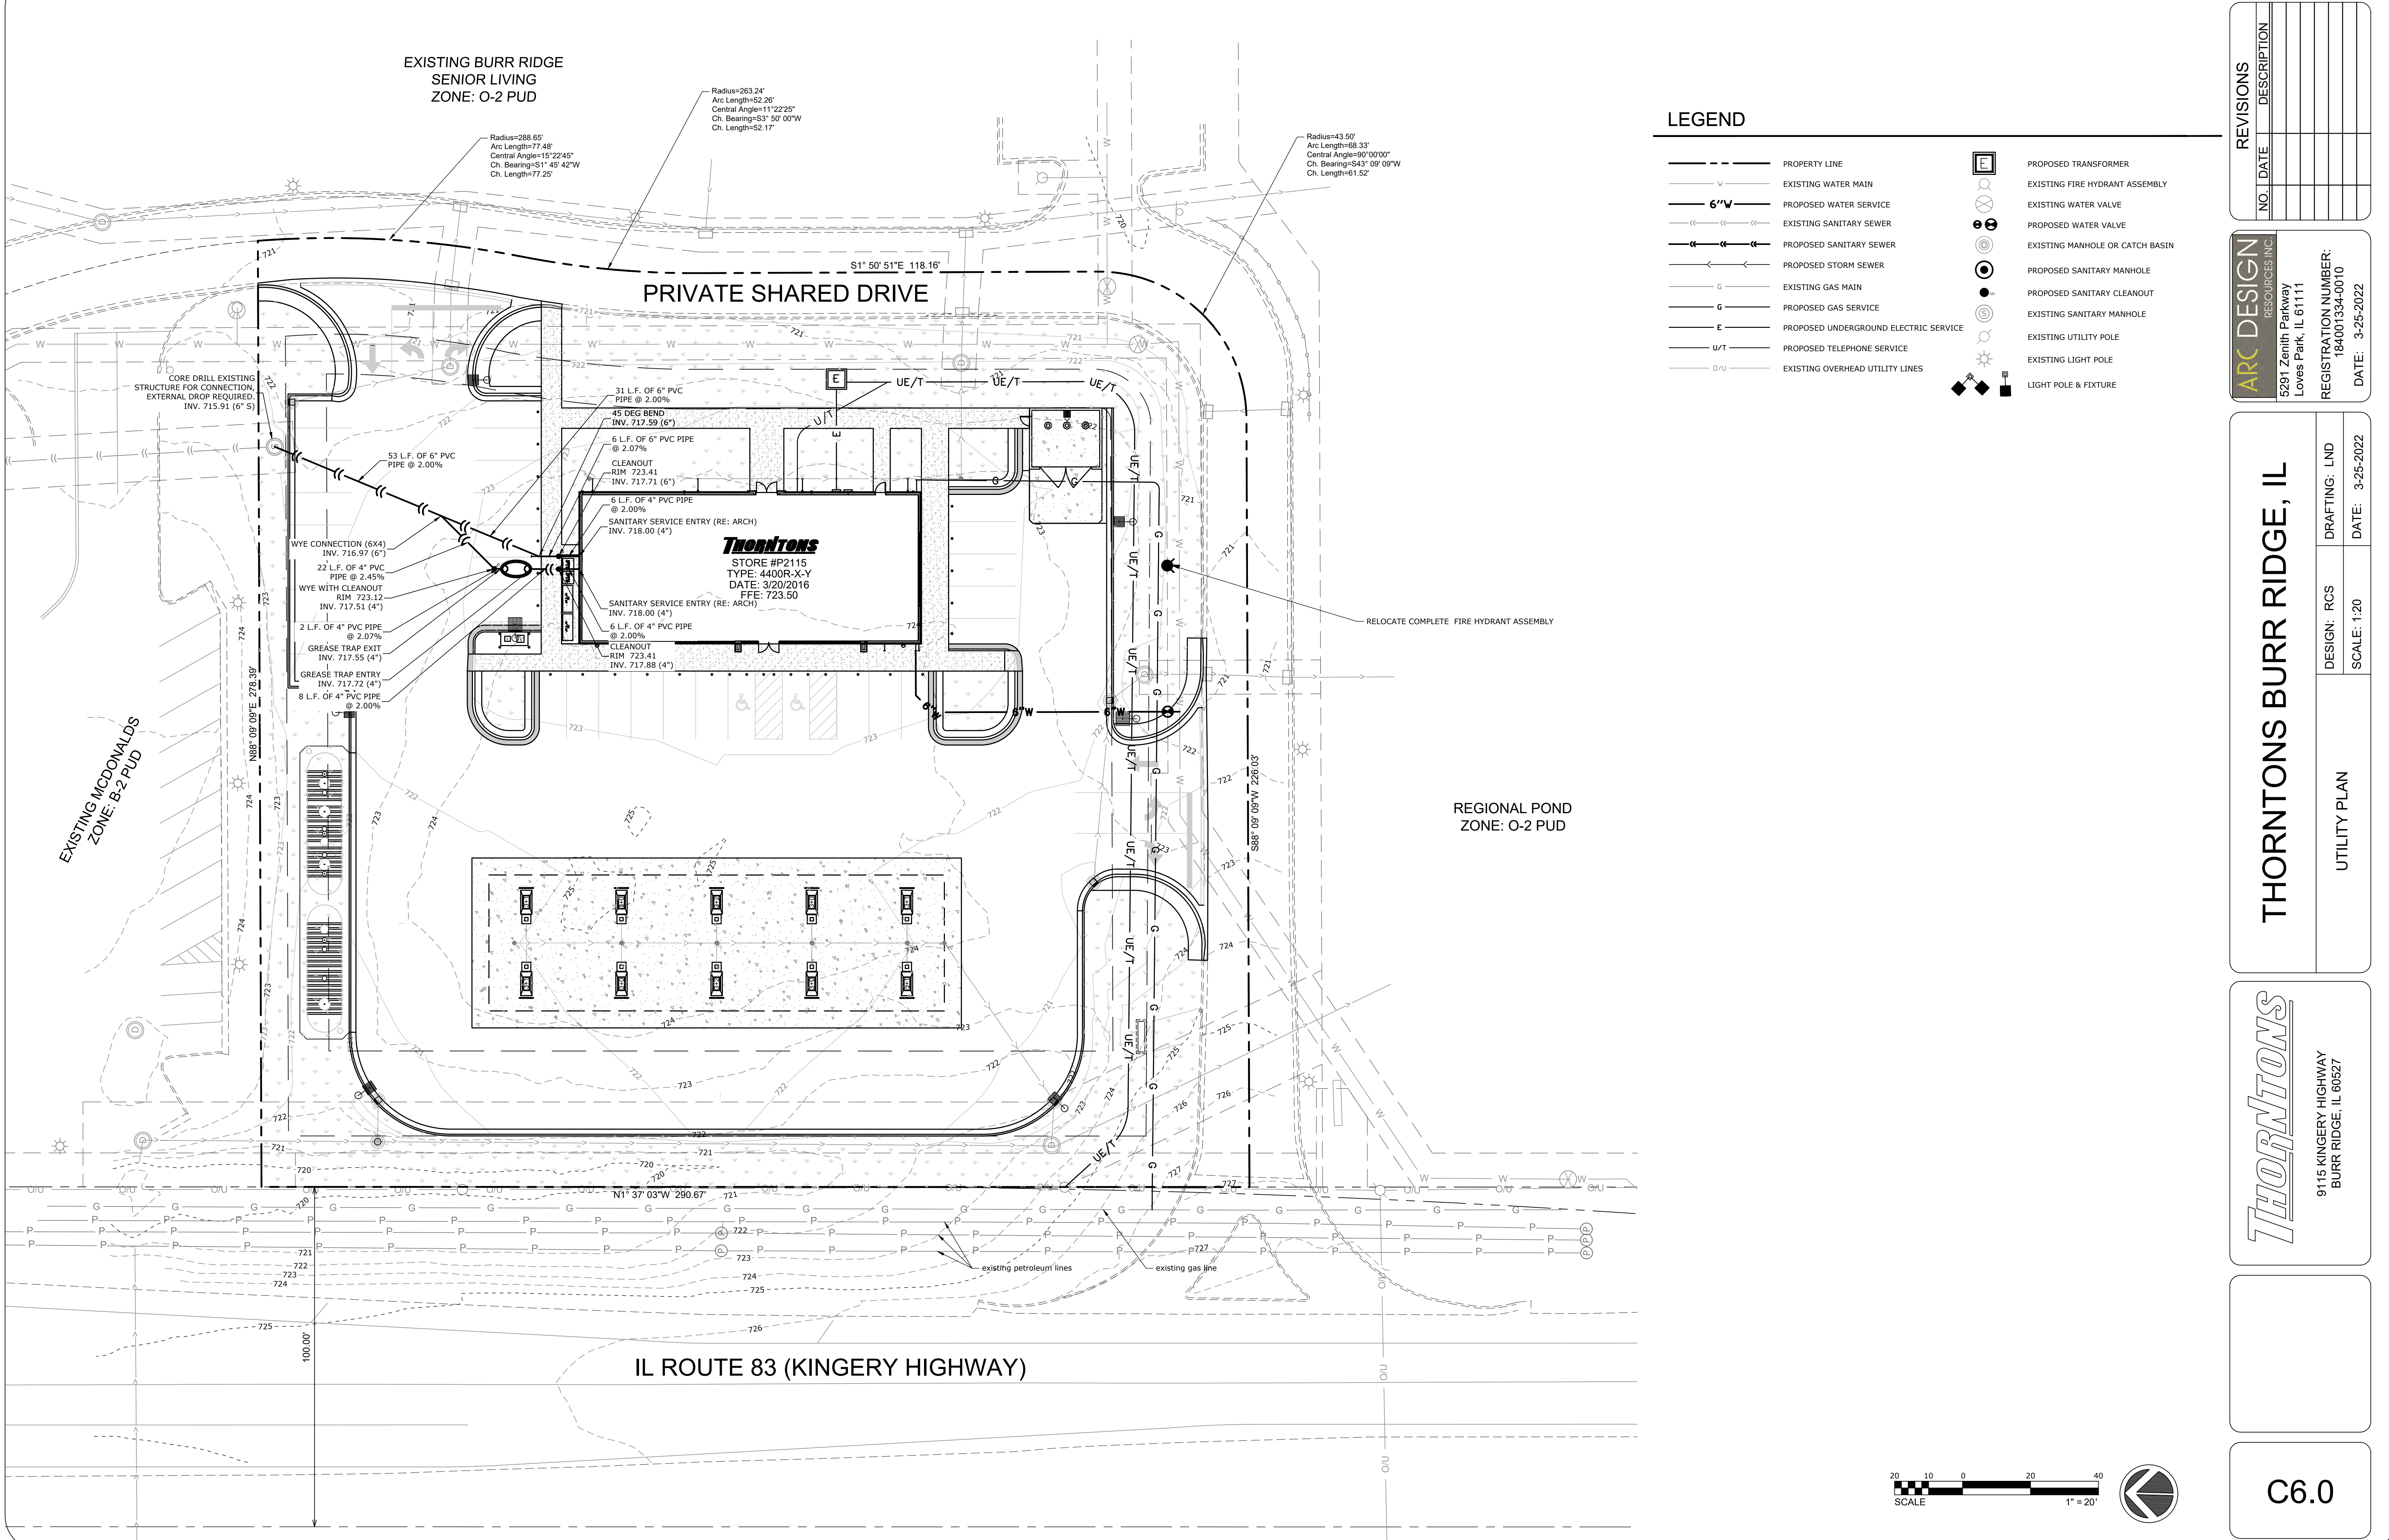 EXISTING BURR RIDGE
SENIOR LIVING
ZONE: O-2 PUD
Radius=288.65'
Arc Length=77.48'
Central Angle=15°22'45"
Ch. Bearing=S1° 45' 42"W
Ch. Length=77.25'
Radius=263.24'
Arc Length=52.26'
Central Angle=11°22'25"
Ch. Bearing=S3° 50' 00"W
Ch. Length=52.17'
Radius=43.50'
Arc Length=68.33'
Central Angle=90°00'00"
Ch. Bearing=S43° 09' 09"W
Ch. Length=61.52'
S1° 50' 51"E 118.16'
PRIVATE SHARED DRIVE
CORE DRILL EXISTING
STRUCTURE FOR CONNECTION,
EXTERNAL DROP REQUIRED.
INV. 715.91 (6" S)
53 L.F. OF 6" PVC
PIPE @ 2.00%
31 L.F. OF 6" PVC
PIPE @ 2.00%
45 DEG BEND
INV. 717.59 (6")
6 L.F. OF 6" PVC PIPE
@ 2.07%
CLEANOUT
RIM 723.41
INV. 717.71 (6")
6 L.F. OF 4" PVC PIPE
@ 2.00%
SANITARY SERVICE ENTRY (RE: ARCH)
INV. 718.00 (4")
WYE CONNECTION (6X4)
INV. 716.97 (6")
22 L.F. OF 4" PVC
PIPE @ 2.45%
WYE WITH CLEANOUT
RIM 723.12
INV. 717.51 (4")
2 L.F. OF 4" PVC PIPE
@ 2.07%
GREASE TRAP EXIT
INV. 717.55 (4")
GREASE TRAP ENTRY
INV. 717.72 (4")
8 L.F. OF 4" PVC PIPE
@ 2.00%
THORNTONS
STORE #P2115
TYPE: 4400R-X-Y
DATE: 3/20/2016
FFE: 723.50
SANITARY SERVICE ENTRY (RE: ARCH)
INV. 718.00 (4")
6 L.F. OF 4" PVC PIPE
@ 2.00%
CLEANOUT
RIM 723.41
INV. 717.88 (4")
RELOCATE COMPLETE FIRE HYDRANT ASSEMBLY
UE/T
UE/T
UE/T
U/T
E
E
6"W
6"W
6"W
N88° 09' 09"E 278.39'
S88° 09' 09"W 226.03'
EXISTING MCDONALDS
ZONE: B-2 PUD
REGIONAL POND
ZONE: O-2 PUD
N1° 37' 03"W 290.67'
existing petroleum lines
existing gas line
100.00'
IL ROUTE 83 (KINGERY HIGHWAY)
LEGEND
PROPERTY LINE
W EXISTING WATER MAIN
6"W PROPOSED WATER SERVICE
EXISTING SANITARY SEWER
PROPOSED SANITARY SEWER
PROPOSED STORM SEWER
G EXISTING GAS MAIN
G PROPOSED GAS SERVICE
E PROPOSED UNDERGROUND ELECTRIC SERVICE
U/T PROPOSED TELEPHONE SERVICE
O/U EXISTING OVERHEAD UTILITY LINES
E PROPOSED TRANSFORMER
EXISTING FIRE HYDRANT ASSEMBLY
EXISTING WATER VALVE
PROPOSED WATER VALVE
EXISTING MANHOLE OR CATCH BASIN
PROPOSED SANITARY MANHOLE
PROPOSED SANITARY CLEANOUT
S EXISTING SANITARY MANHOLE
EXISTING UTILITY POLE
EXISTING LIGHT POLE
LIGHT POLE & FIXTURE
20 10 0 20 40
SCALE 1" = 20'
REVISIONS
NO. DATE DESCRIPTION
ARC DESIGN
RESOURCES INC.
5291 Zenith Parkway
Loves Park, IL 61111
REGISTRATION NUMBER:
184001334-0010
DATE: 3-25-2022
THORNTONS BURR RIDGE, IL
DESIGN: RCS
DRAFTING: LND
SCALE: 1:20
DATE: 3-25-2022
UTILITY PLAN
THORNTONS
9115 KINGERY HIGHWAY
BURR RIDGE, IL 60527
C6.0